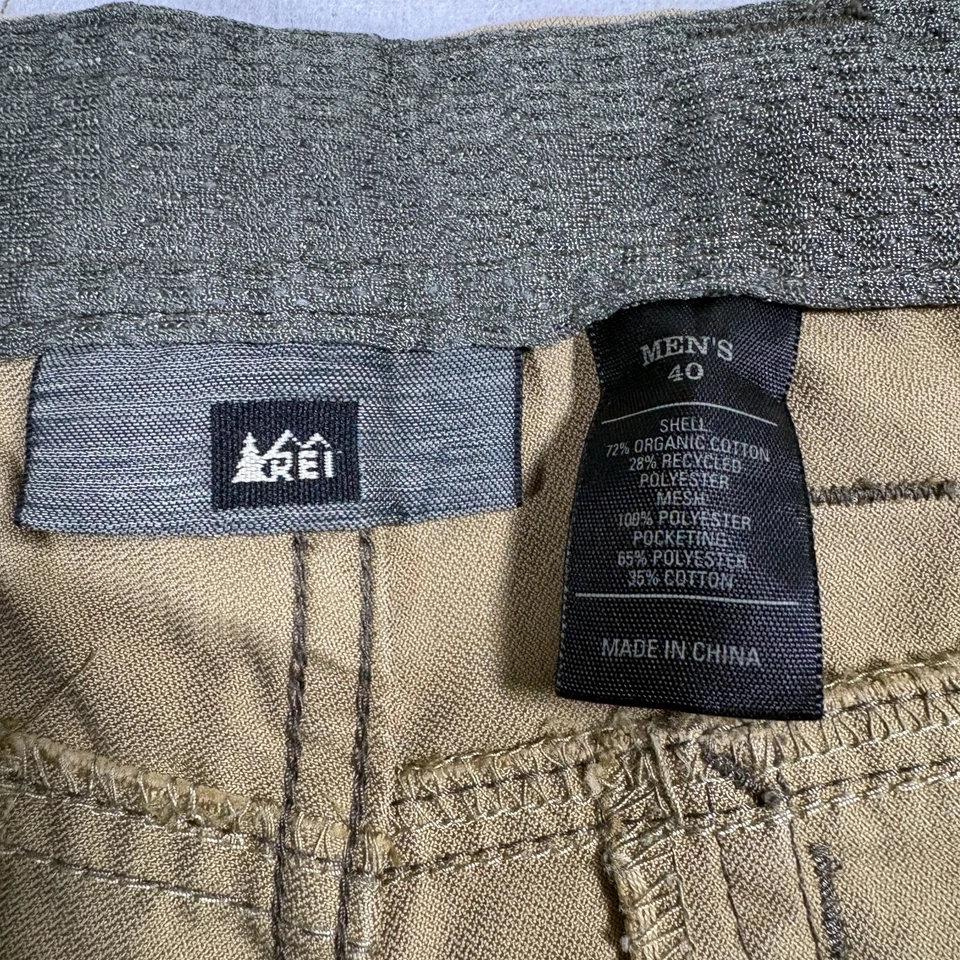 REI
MEN'S
40
SHELL
72% ORGANIC COTTON
28% RECYCLED
POLYESTER
MESH
100% POLYESTER
POCKETING
65% POLYESTER
35% COTTON
MADE IN CHINA